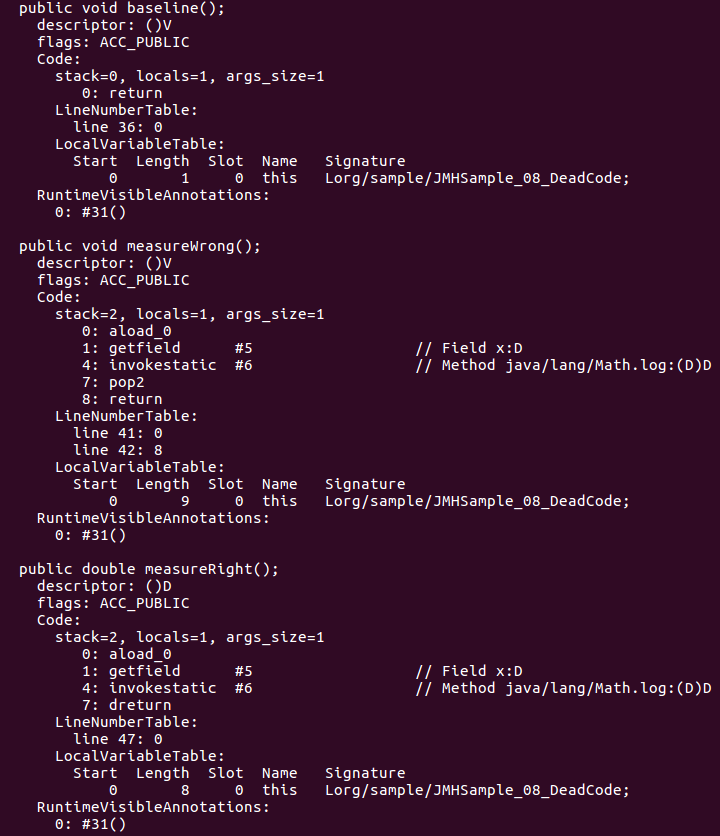 public void baseline();
descriptor: ()V
flags: ACC_PUBLIC
Code:
stack=0, locals=1, args_size=1
0: return
LineNumberTable:
line 36: 0
LocalVariableTable:
Start  Length  Slot  Name   Signature
0       1     0  this   Lorg/sample/JMHSample_08_DeadCode;
RuntimeVisibleAnnotations:
0: #31()
public void measureWrong();
descriptor: ()V
flags: ACC_PUBLIC
Code:
stack=2, locals=1, args_size=1
0: aload_0
1: getfield      #5                  // Field x:D
4: invokestatic  #6                  // Method java/lang/Math.log:(D)D
7: pop2
8: return
LineNumberTable:
line 41: 0
line 42: 8
LocalVariableTable:
Start  Length  Slot  Name   Signature
0       9     0  this   Lorg/sample/JMHSample_08_DeadCode;
RuntimeVisibleAnnotations:
0: #31()
public double measureRight();
descriptor: ()D
flags: ACC_PUBLIC
Code:
stack=2, locals=1, args_size=1
0: aload_0
1: getfield      #5                  // Field x:D
4: invokestatic  #6                  // Method java/lang/Math.log:(D)D
7: dreturn
LineNumberTable:
line 47: 0
LocalVariableTable:
Start  Length  Slot  Name   Signature
0       8     0  this   Lorg/sample/JMHSample_08_DeadCode;
RuntimeVisibleAnnotations:
0: #31()